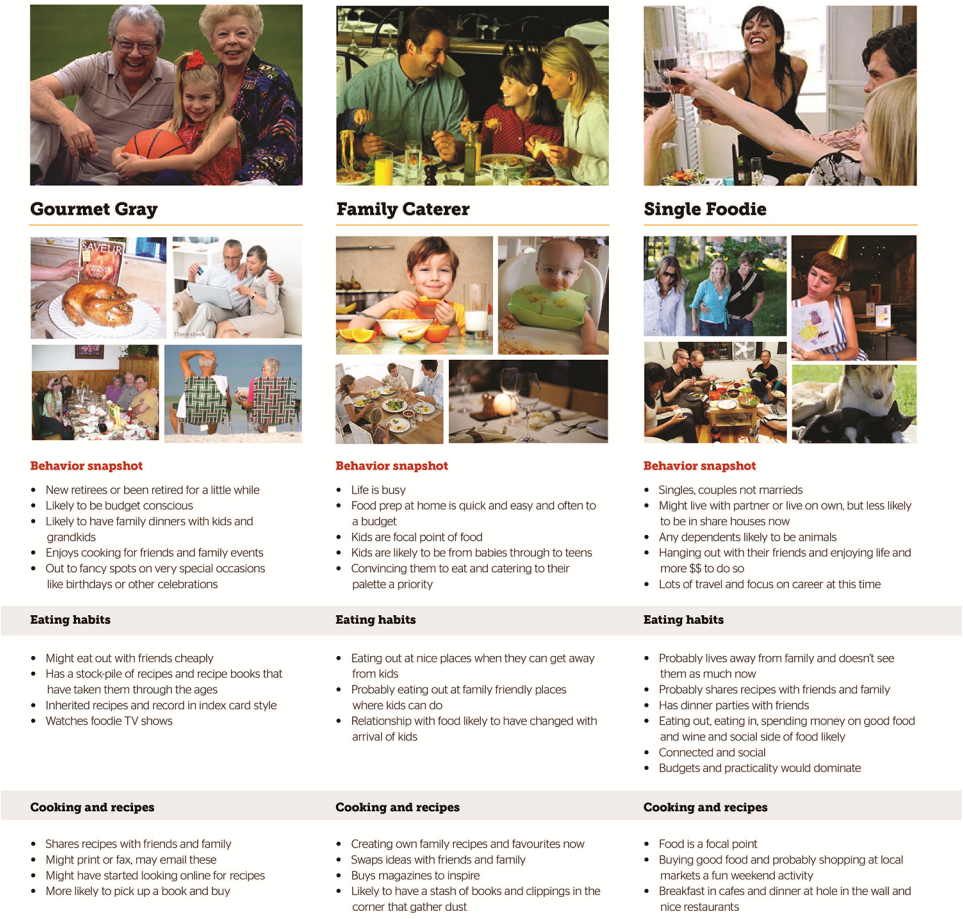 Gourmet Gray
SAVEUR
Thinkstock
Behavior snapshot
• New retirees or been retired for a little while
• Likely to be budget conscious
• Likely to have family dinners with kids and
grandkids
• Enjoys cooking for friends and family events
• Out to fancy spots on very special occasions
like birthdays or other celebrations
Eating habits
• Might eat out with friends cheaply
• Has a stock-pile of recipes and recipe books that
have taken them through the ages
• Inherited recipes and record in index card style
• Watches foodie TV shows
Cooking and recipes
• Shares recipes with friends and family
• Might print or fax, may email these
• Might have started looking online for recipes
• More likely to pick up a book and buy
Family Caterer
Behavior snapshot
• Life is busy
• Food prep at home is quick and easy and often to
a budget
• Kids are focal point of food
• Kids are likely to be from babies through to teens
• Convincing them to eat and catering to their
palette a priority
Eating habits
• Eating out at nice places when they can get away
from kids
• Probably eating out at family friendly places
where kids can do
• Relationship with food likely to have changed with
arrival of kids
Cooking and recipes
• Creating own family recipes and favourites now
• Swaps ideas with friends and family
• Buys magazines to inspire
• Likely to have a stash of books and clippings in the
corner that gather dust
Single Foodie
Behavior snapshot
• Singles, couples not marrieds
• Might live with partner or live on own, but less likely
to be in share houses now
• Any dependents likely to be animals
• Hanging out with their friends and enjoying life and
more $$ to do so
• Lots of travel and focus on career at this time
Eating habits
• Probably lives away from family and doesn't see
them as much now
• Probably shares recipes with friends and family
• Has dinner parties with friends
• Eating out, eating in, spending money on good food
and wine and social side of food likely
• Connected and social
• Budgets and practicality would dominate
Cooking and recipes
• Food is a focal point
• Buying good food and probably shopping at local
markets a fun weekend activity
• Breakfast in cafes and dinner at hole in the wall and
nice restaurants